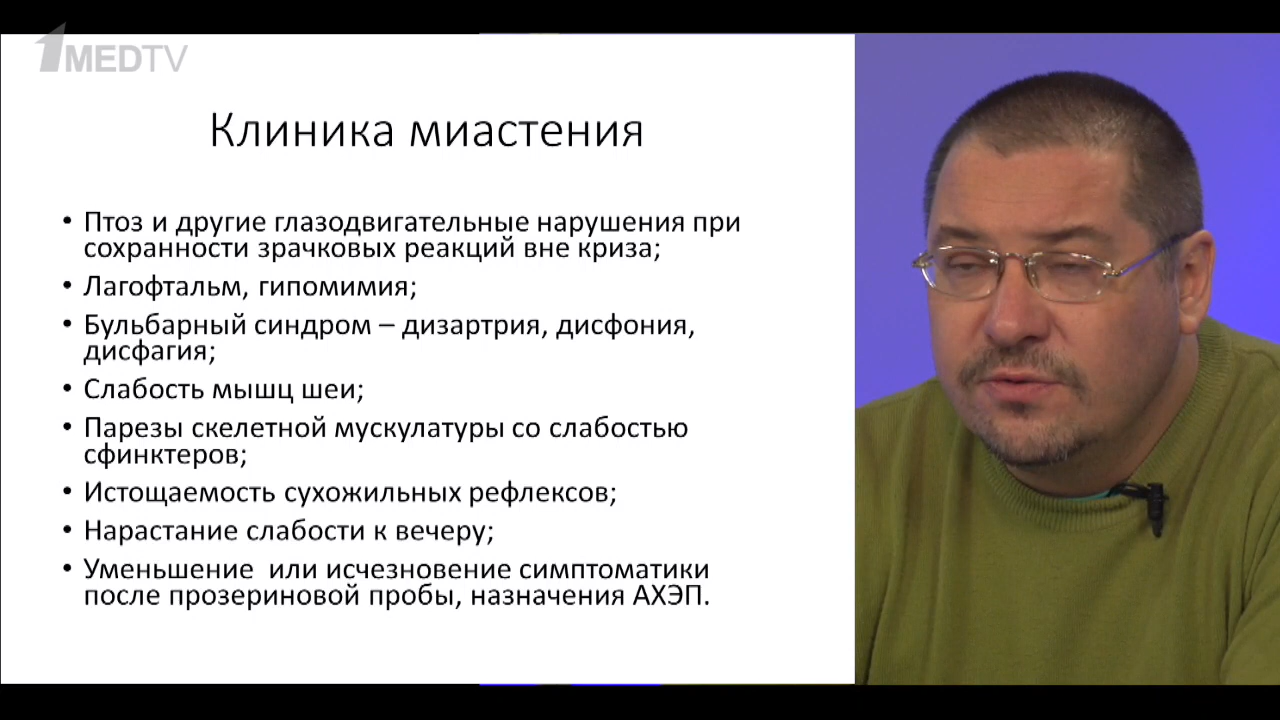 1MEDTV
Клиника миастения
• Птоз и другие глазодвигательные нарушения при
сохранности зрачковых реакций вне криза;
• Лагофтальм, гипомимия;
• Бульбарный синдром – дизартрия, дисфония,
дисфагия;
• Слабость мышц шеи;
• Парезы скелетной мускулатуры со слабостью
сфинктеров;
• Истощаемость сухожильных рефлексов;
• Нарастание слабости к вечеру;
• Уменьшение  или исчезновение симптоматики
после прозериновой пробы, назначения АХЭП.